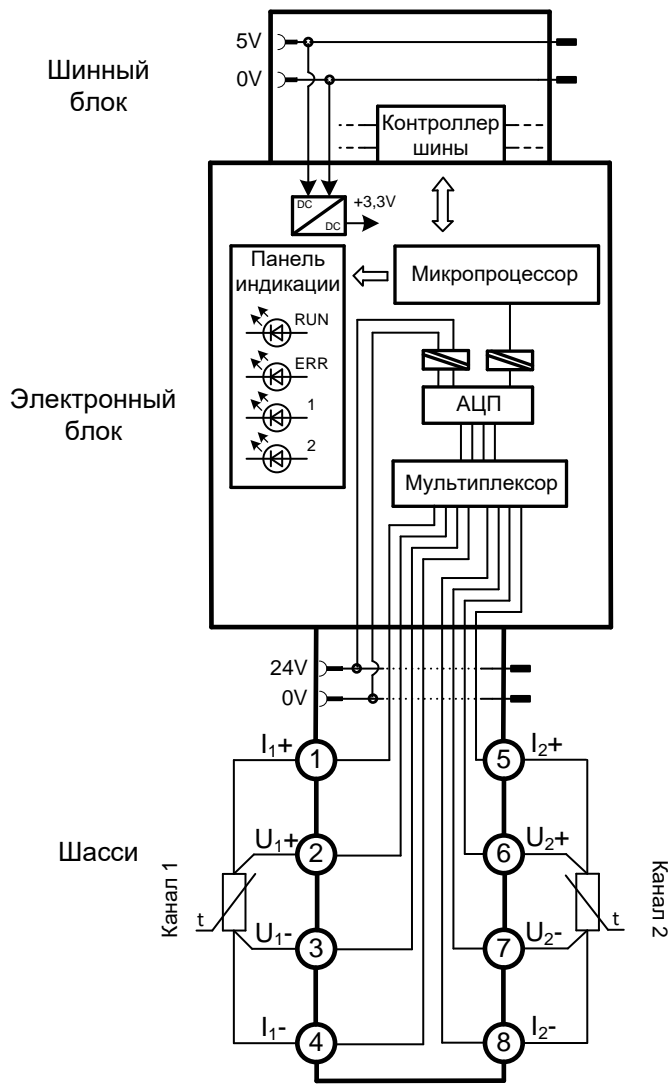 5V
0V
Шинный
блок
Контроллер
шины
DC
DC
+3,3V
Панель
индикации
RUN
ERR
1
2
Микропроцессор
АЦП
Мультиплексор
Электронный
блок
24V
0V
I₁+
1
5
I₂+
U₁+
2
6
U₂+
Шасси
Канал 1
t
t
Канал 2
U₁-
3
7
U₂-
I₁-
4
8
I₂-